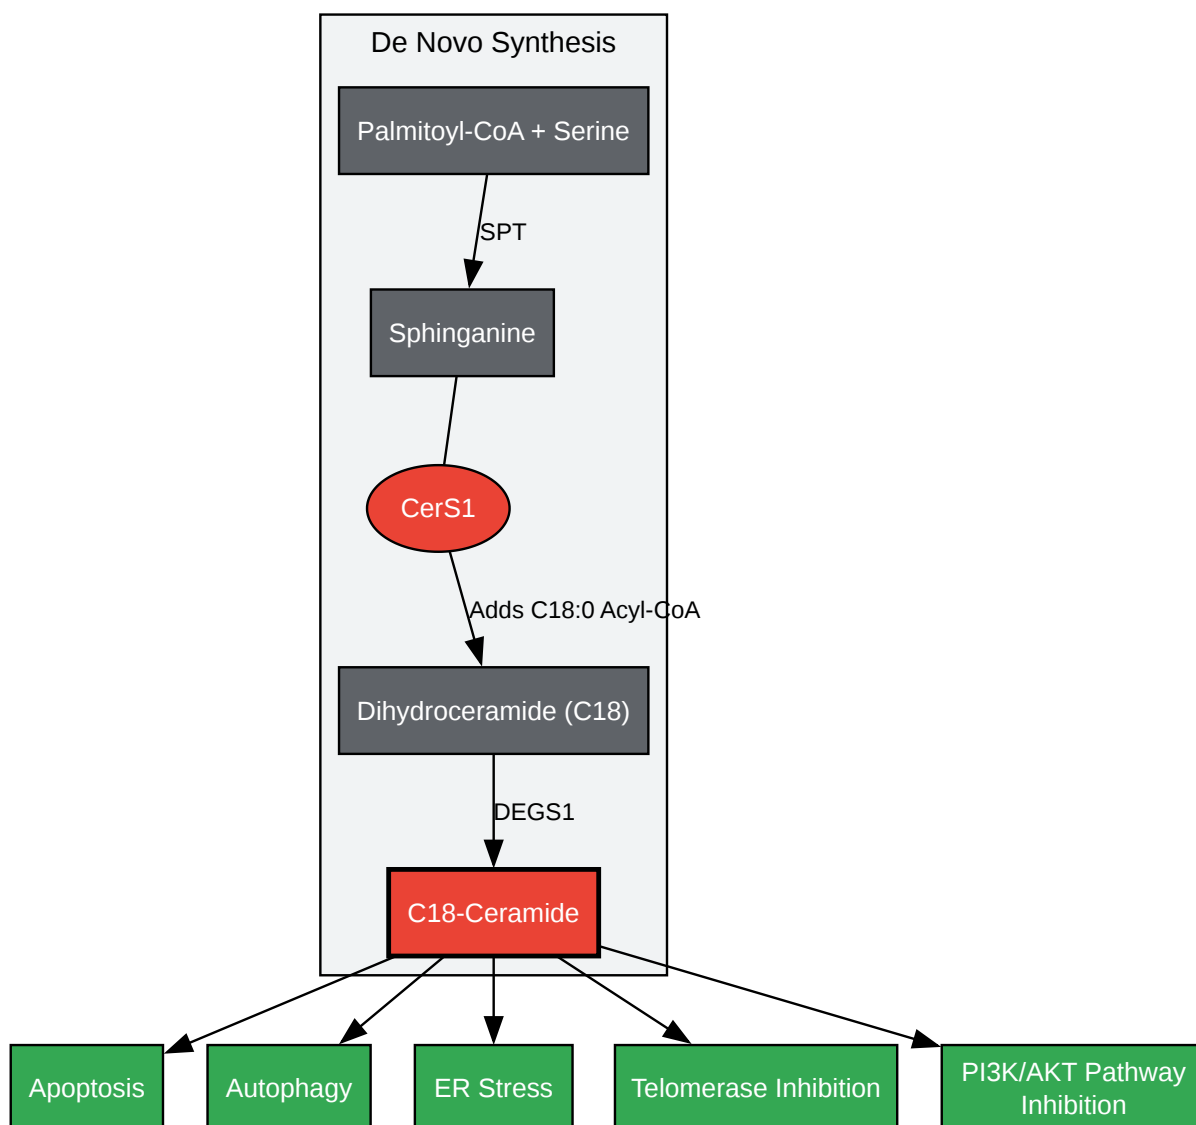 De Novo Synthesis
Palmitoyl-CoA + Serine
SPT
Sphinganine
CerS1
Adds C18:0 Acyl-CoA
Dihydroceramide (C18)
DEGS1
C18-Ceramide
Apoptosis
Autophagy
ER Stress
Telomerase Inhibition
PI3K/AKT Pathway
Inhibition